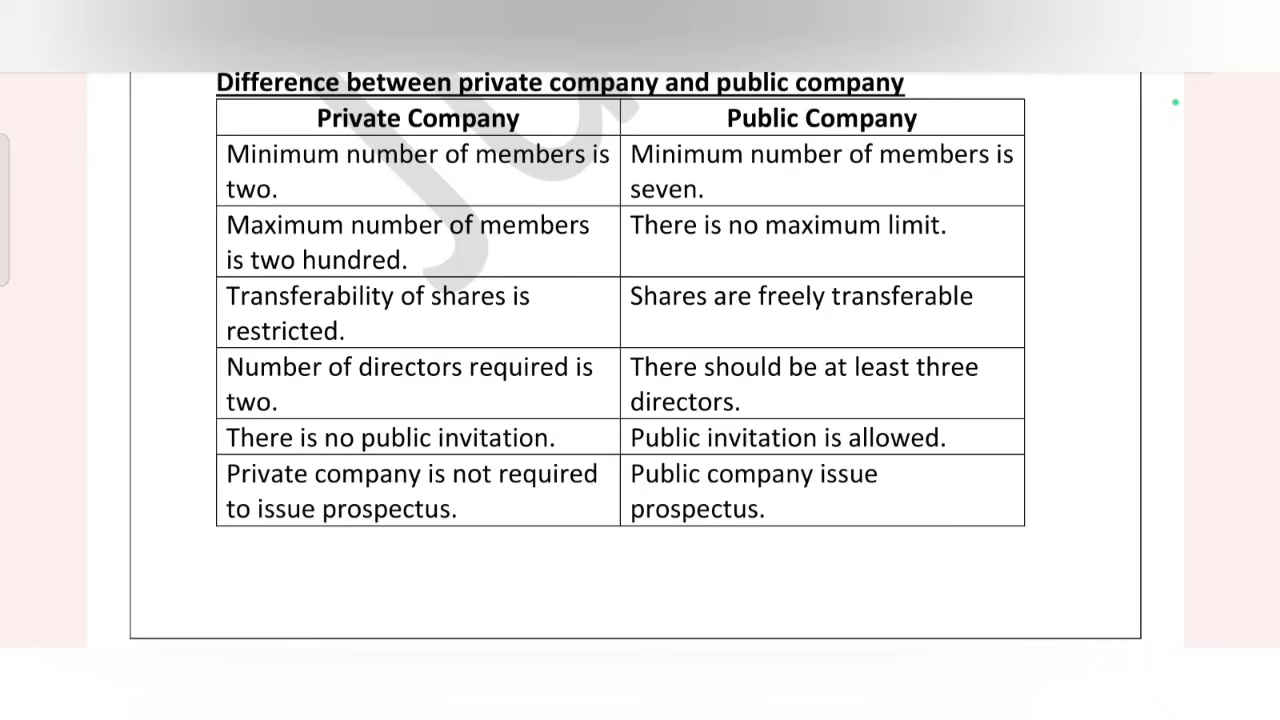 Difference between private company and public company
Private Company
Public Company
Minimum number of members is
two.
Minimum number of members is
seven.
Maximum number of members
is two hundred.
There is no maximum limit.
Transferability of shares is
restricted.
Shares are freely transferable
Number of directors required is
two.
There should be at least three
directors.
There is no public invitation.
Public invitation is allowed.
Private company is not required
to issue prospectus.
Public company issue
prospectus.